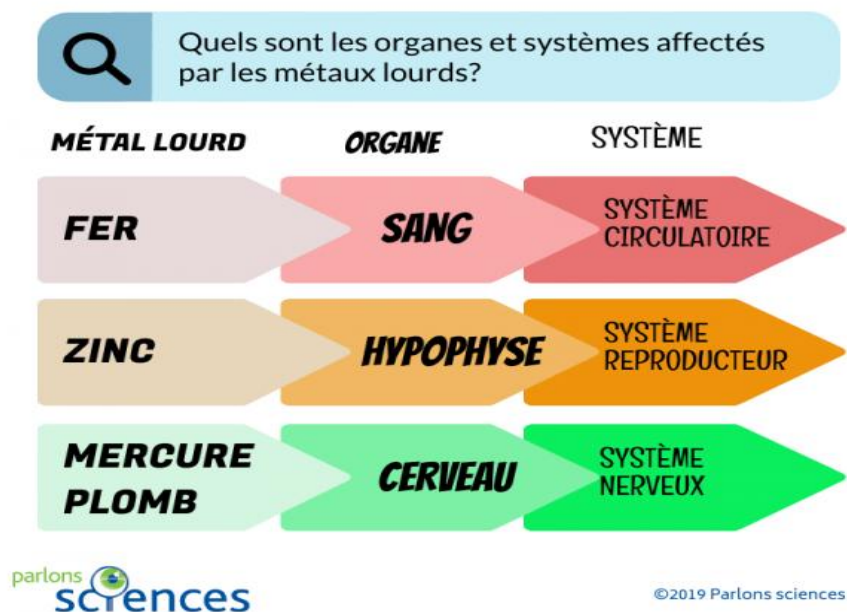 Quels sont les organes et systèmes affectés
par les métaux lourds?
MÉTAL LOURD ORGANE SYSTÈME
FER SANG SYSTÈME CIRCULATOIRE
ZINC HYPOPHYSE SYSTÈME REPRODUCTEUR
MERCURE PLOMB CERVEAU SYSTÈME NERVEUX
parlons
sciences
©2019 Parlons sciences